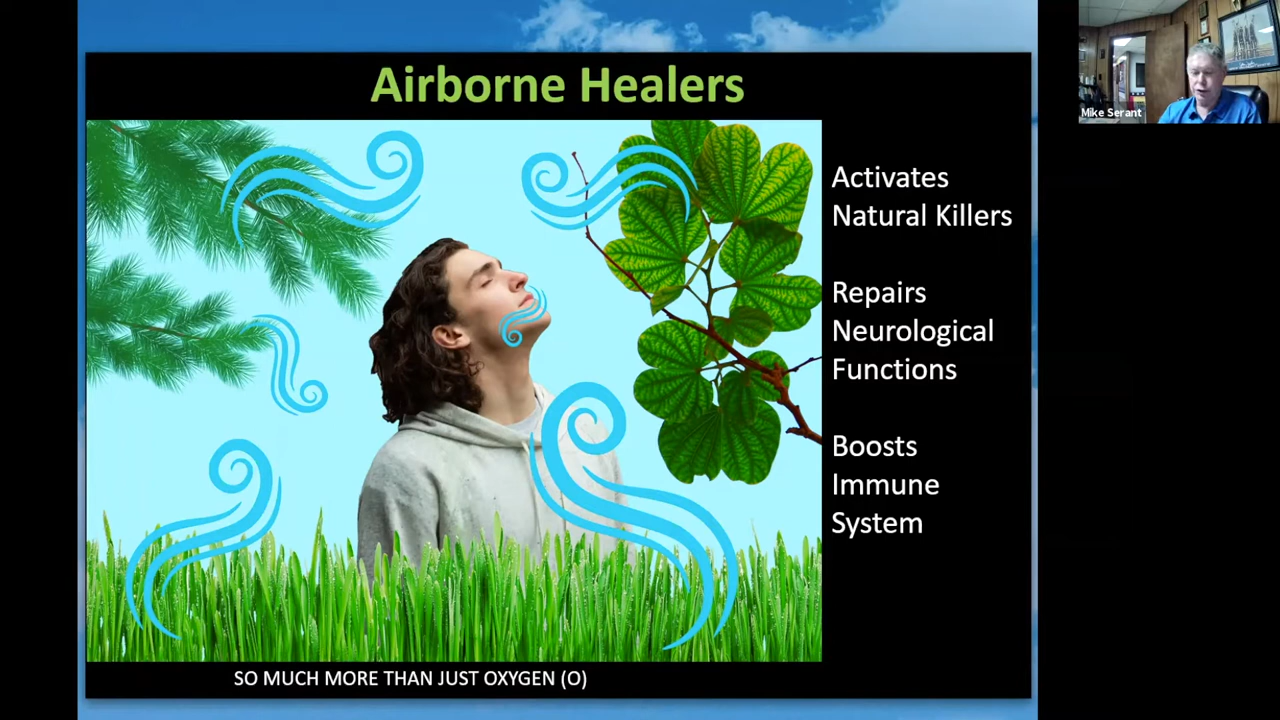 Airborne Healers
Mike Serant
Activates
Natural Killers
Repairs
Neurological
Functions
Boosts
Immune
System
SO MUCH MORE THAN JUST OXYGEN (O)